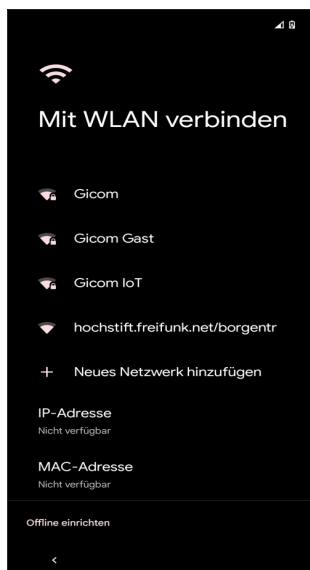 Mit WLAN verbinden
Gicom
Gicom Gast
Gicom IoT
hochstift.freifunk.net/borgentr
Neues Netzwerk hinzufügen
IP-Adresse
Nicht verfügbar
MAC-Adresse
Nicht verfügbar
Offline einrichten